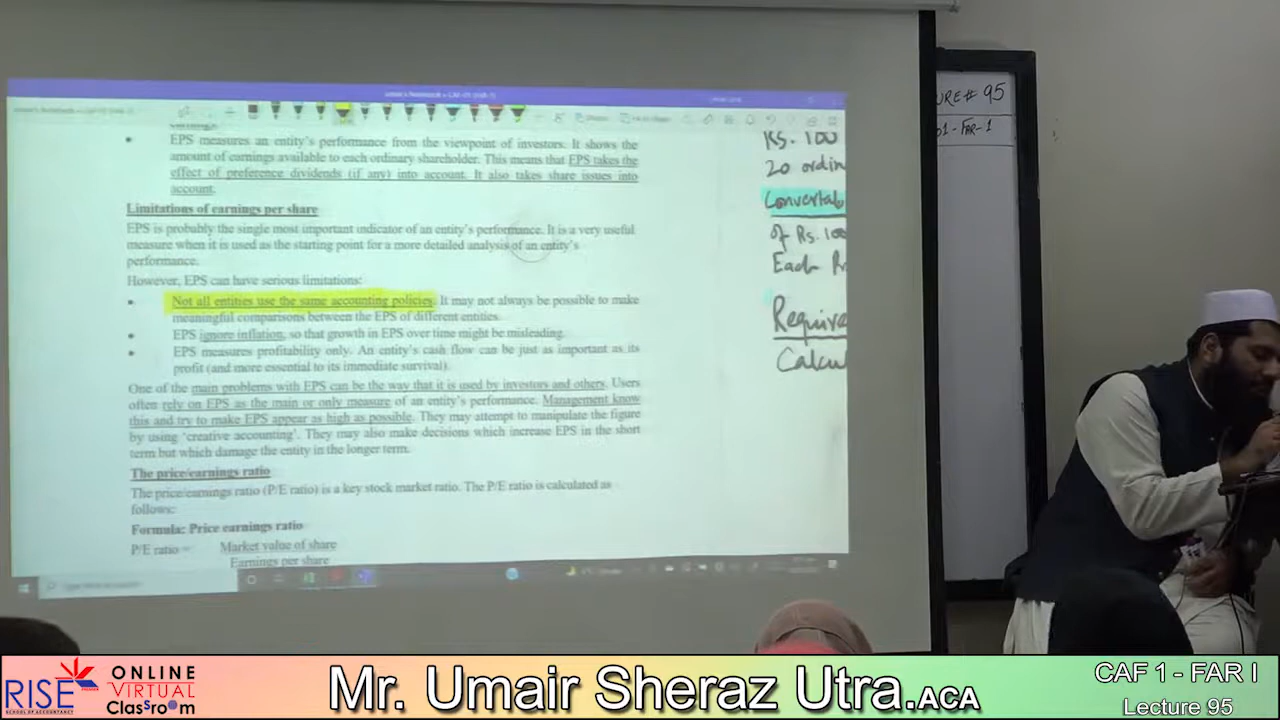 EPS measures an entity's performance from the viewpoint of investors. It shows the
amount of earnings available to each ordinary shareholder. This means that EPS takes the
effect of preference dividends (if any) into account. It also takes share issues into
account.
Limitations of earnings per share
EPS is probably the single most important indicator of an entity's performance. It is a very useful
measure when it is used as the starting point for a more detailed analysis of an entity's
performance.
However, EPS can have serious limitations:
Not all entities use the same accounting policies. It may not always be possible to make
meaningful comparisons between the EPS of different entities.
EPS ignore inflation, so that growth in EPS over time might be misleading.
EPS measures profitability only. An entity's cash flow can be just as important as its
profit (and more essential to its immediate survival).
One of the main problems with EPS can be the way that it is used by investors and others. Users
often rely on EPS as the main or only measure of an entity's performance. Management know
this and try to make EPS appear as high as possible. They may attempt to manipulate the figure
by using 'creative accounting'. They may also make decisions which increase EPS in the short
term but which damage the entity in the longer term.
The price/earnings ratio
The price/earnings ratio (P/E ratio) is a key stock market ratio. The P/E ratio is calculated as
follows:
Formula: Price earnings ratio
P/E ratio = Market value of share
Earnings per share
Rs. 100
20 ordin
Convertab
of Rs. 100
Each
Require
Calcu
URE# 95
01 - FAR - 1
RISE
SCHOOL OF ACCOUNTANCY
ONLINE
VIRTUAL
Classroom
Mr. Umair Sheraz Utra.ACA
CAF 1 - FAR I
Lecture 95